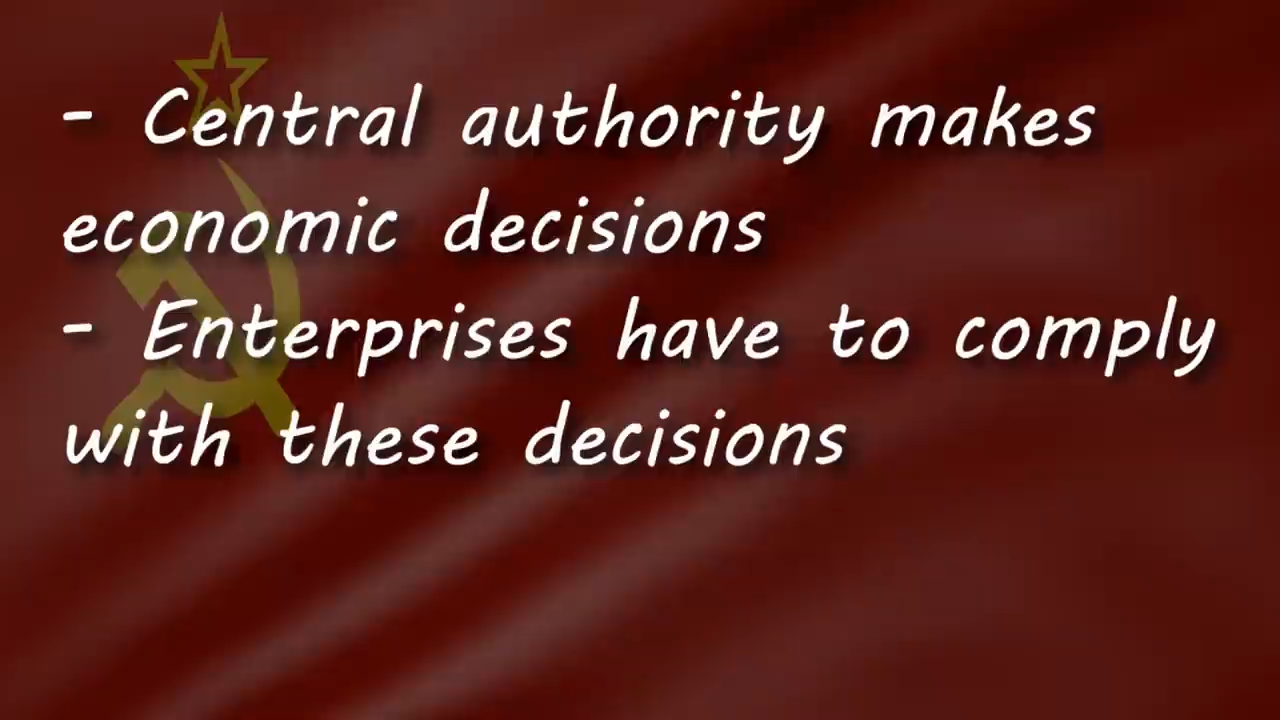 - Central authority makes
economic decisions
- Enterprises have to comply
with these decisions